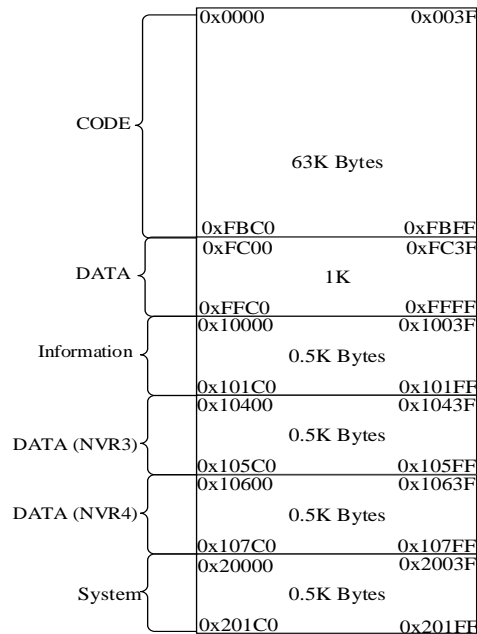 0x0000 0x003F
CODE
63K Bytes
0xFBC0 0xFBFF
0xFC00 0xFC3F
DATA 1K
0xFFC0 0xFFFF
0x10000 0x1003F
Information 0.5K Bytes
0x101C0 0x101FF
0x10400 0x1043F
DATA (NVR3) 0.5K Bytes
0x105C0 0x105FF
0x10600 0x1063F
DATA (NVR4) 0.5K Bytes
0x107C0 0x107FF
0x20000 0x2003F
System 0.5K Bytes
0x201C0 0x201FF